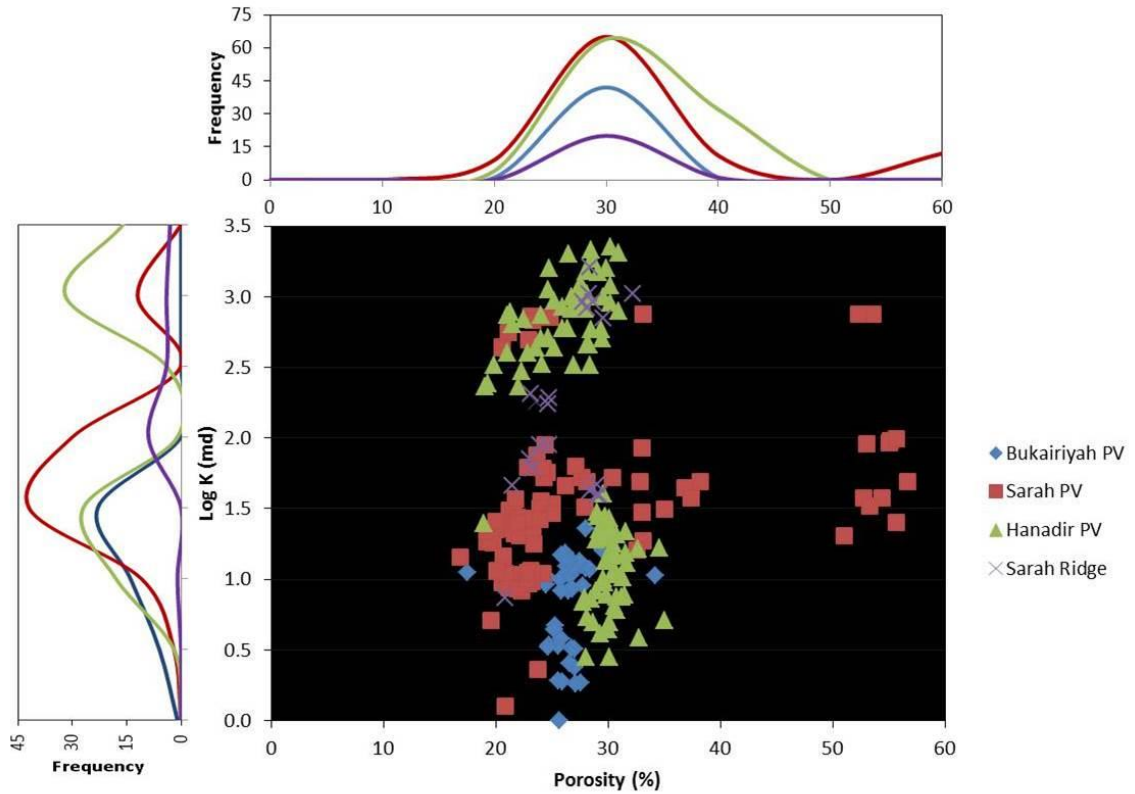 Frequency
75
60
45
30
15
0
0 10 20 30 40 50 60
Log K (md)
3.5
3.0
2.5
2.0
1.5
1.0
0.5
0.0
0 10 20 30 40 50 60
Porosity (%)
45 30 15 0
Frequency
Bukairiyah PV
Sarah PV
Hanadir PV
Sarah Ridge